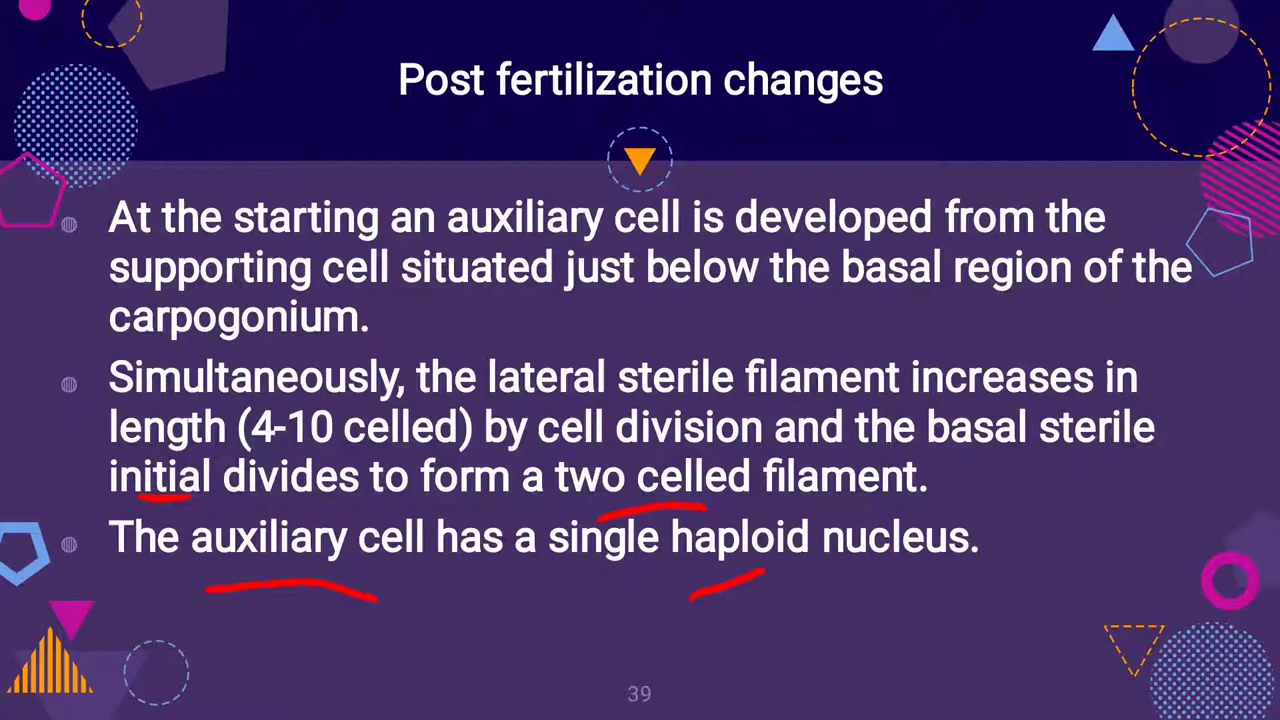 Post fertilization changes
At the starting an auxiliary cell is developed from the
supporting cell situated just below the basal region of the
carpogonium.
Simultaneously, the lateral sterile filament increases in
length (4-10 celled) by cell division and the basal sterile
initial divides to form a two celled filament.
The auxiliary cell has a single haploid nucleus.
39